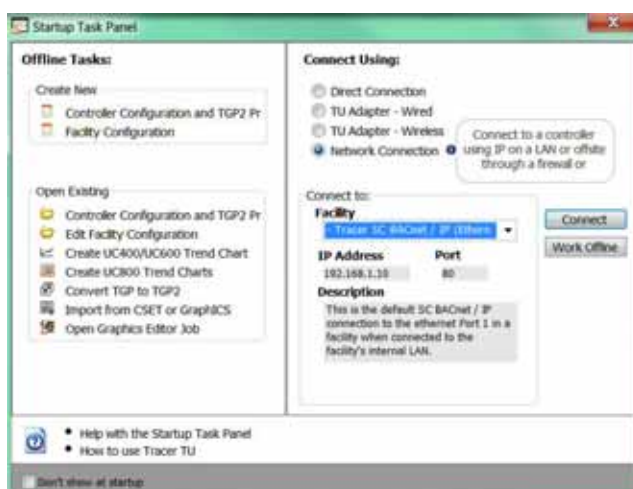 Startup Task Panel
Offline Tasks:
Create New
Controller Configuration and TGP2 Pr
Facility Configuration
Open Existing
Controller Configuration and TGP2 Pr
Edit Facility Configuration
Create UC400/UC600 Trend Chart
Create UC800 Trend Charts
Convert TGP to TGP2
Import from CSET or GraphICS
Open Graphics Editor Job
Connect Using:
Direct Connection
TU Adapter - Wired
TU Adapter - Wireless
Network Connection
Connect to a controller
using IP on a LAN or offsite
through a firewall or
Connect to:
Facility
- Tracer SC BACnet / IP (Ethern
IP Address Port
192.168.1.10 80
Description
This is the default SC BACnet / IP
connection to the ethernet Port 1 in a
facility when connected to the
facility's internal LAN.
Connect
Work Offline
• Help with the Startup Task Panel
• How to use Tracer TU
Don't show at startup